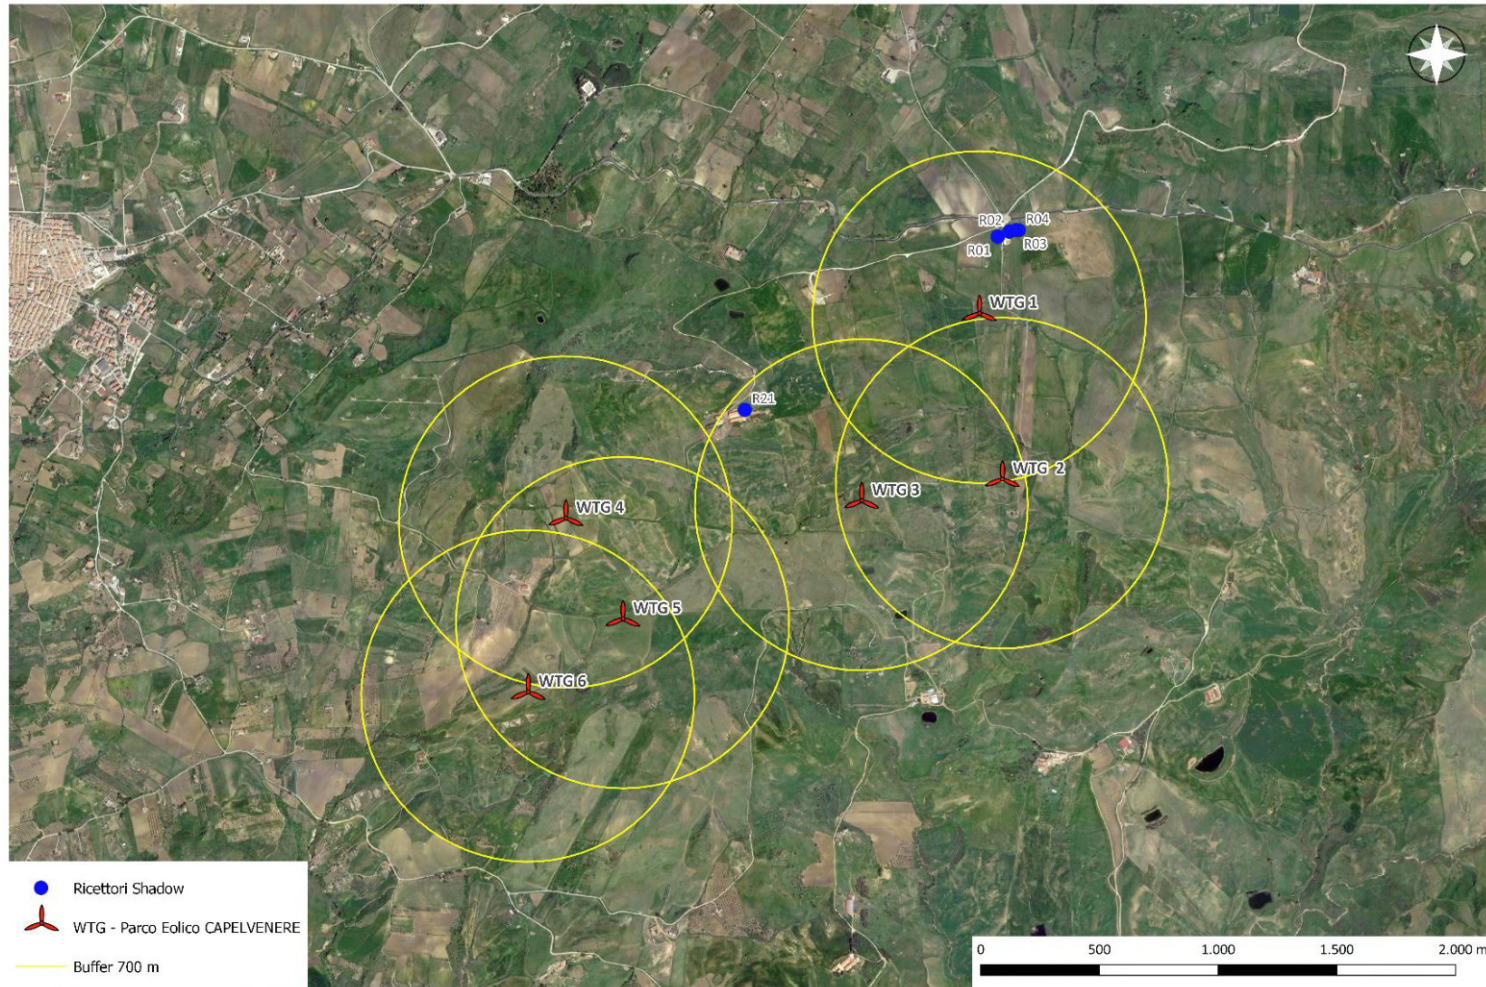 R02
R04
R01
R03
WTG 1
R21
WTG 2
WTG 3
WTG 4
WTG 5
WTG 6
Ricettori Shadow
WTG - Parco Eolico CAPELVENERE
Buffer 700 m
0 500 1.000 1.500 2.000 m